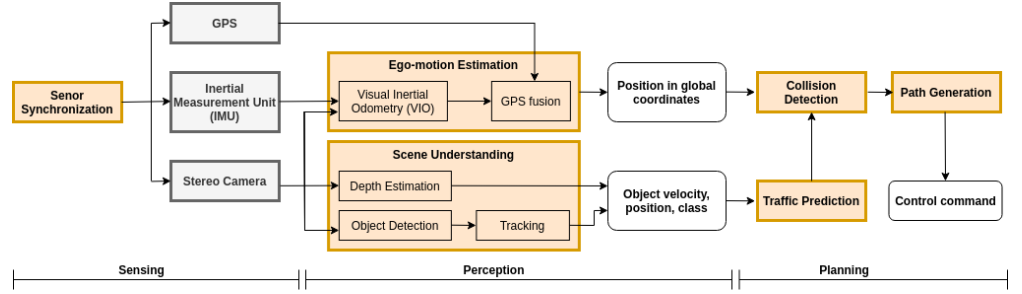 GPS
Senor
Synchronization
Inertial
Measurement Unit
(IMU)
Stereo Camera
Ego-motion Estimation
Visual Inertial
Odometry (VIO)
GPS fusion
Scene Understanding
Depth Estimation
Object Detection
Tracking
Position in global
coordinates
Object velocity,
position, class
Collision
Detection
Path Generation
Traffic Prediction
Control command
Sensing
Perception
Planning